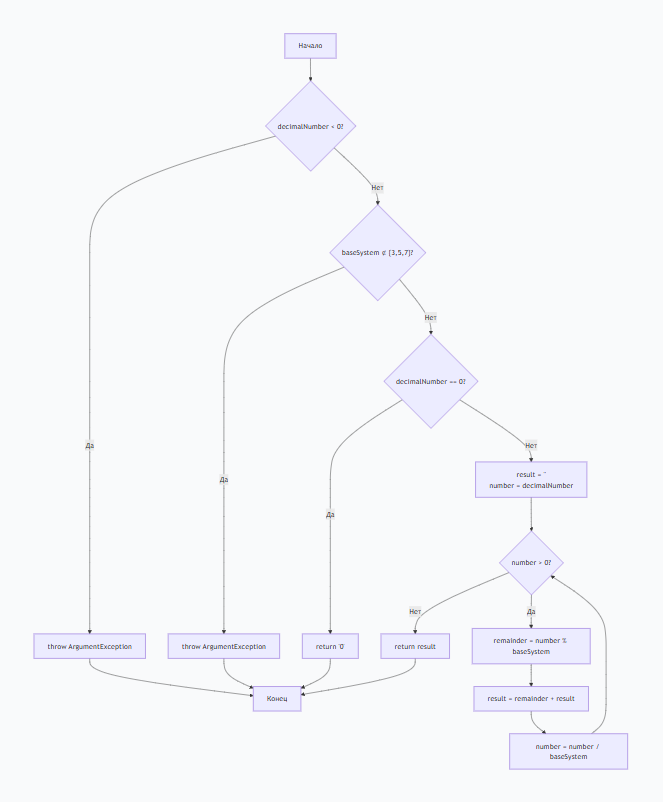 Начало
decimalNumber < 0?
Нет
baseSystem ∉ {3,5,7}?
Нет
decimalNumber == 0?
Да
Нет
result = ''
number = decimalNumber
Да
Да
number > 0?
Нет
Да
throw ArgumentException
throw ArgumentException
return '0'
return result
remainder = number %
baseSystem
Конец
result = remainder + result
number = number /
baseSystem